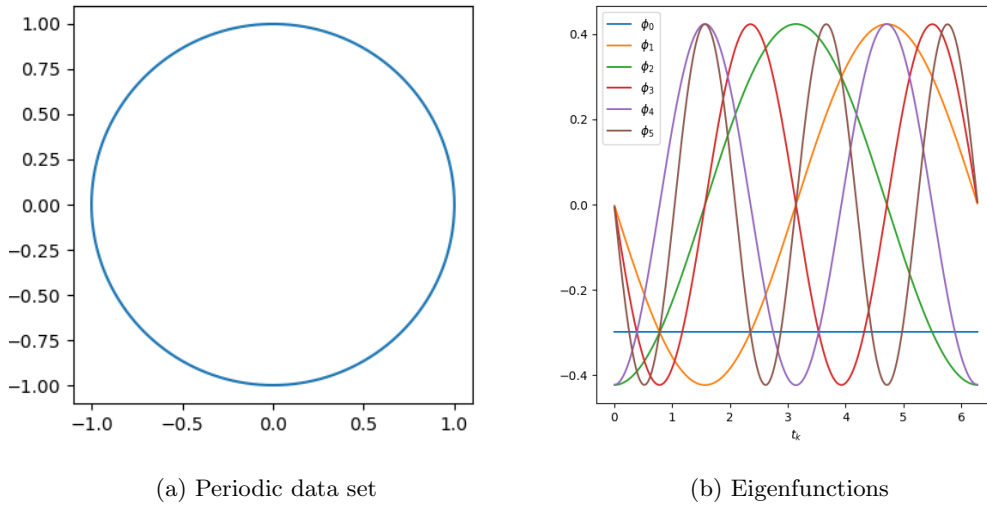 1.00
0.75
0.50
0.25
0.00
−0.25
−0.50
−0.75
−1.00
−1.0 −0.5 0.0 0.5 1.0
(a) Periodic data set
ϕ0
ϕ1
ϕ2
ϕ3
ϕ4
ϕ5
0.4
0.2
0.0
−0.2
−0.4
0 1 2 3 4 5 6
tk
(b) Eigenfunctions